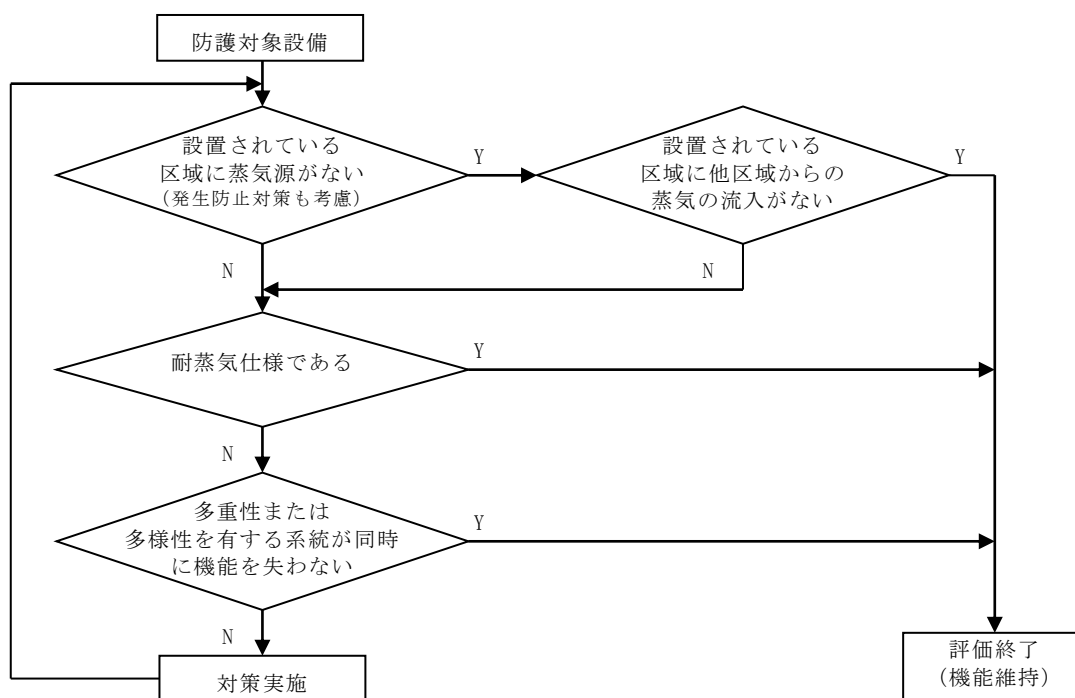 防護対象設備
設置されている
区域に蒸気源がない
(発生防止対策も考慮)
Y
設置されている
区域に他区域からの
蒸気の流入がない
Y
N
N
耐蒸気仕様である
Y
N
多重性または
多様性を有する系統が同時
に機能を失わない
Y
N
対策実施
評価終了
(機能維持)